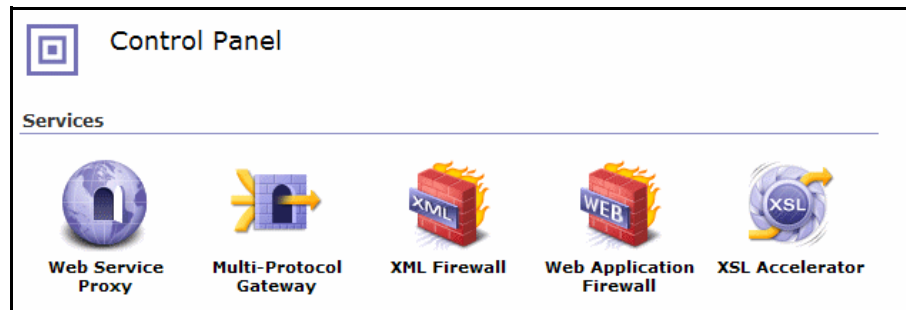 Control Panel
Services
XML
WEB
XSL
Web Service
Proxy
Multi-Protocol
Gateway
XML Firewall
Web Application
Firewall
XSL Accelerator